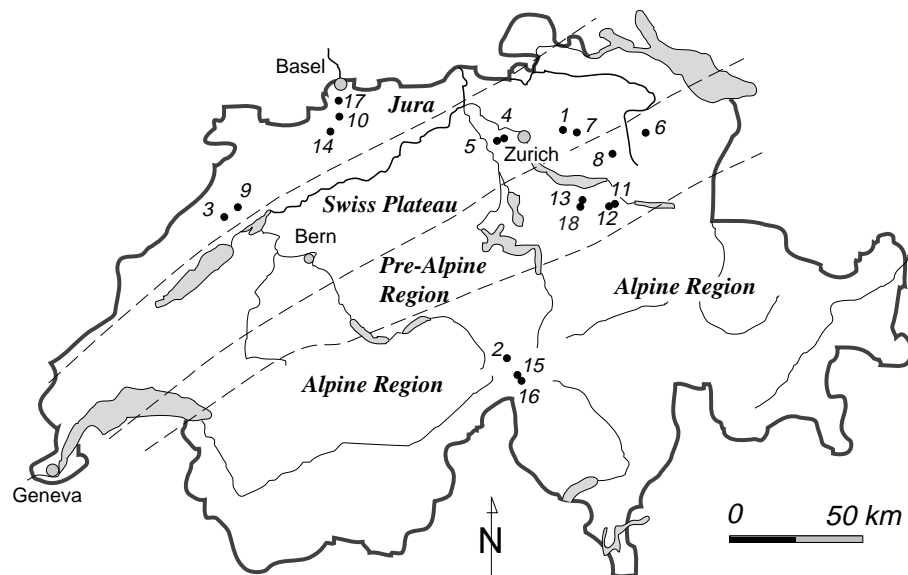 Basel
17
10
14
Jura
4
5
Zurich
1
7
6
8
9
3
Swiss Plateau
13
18
11
12
Bern
Pre-Alpine
Region
Alpine Region
2
15
16
Alpine Region
Geneva
N
0 50 km